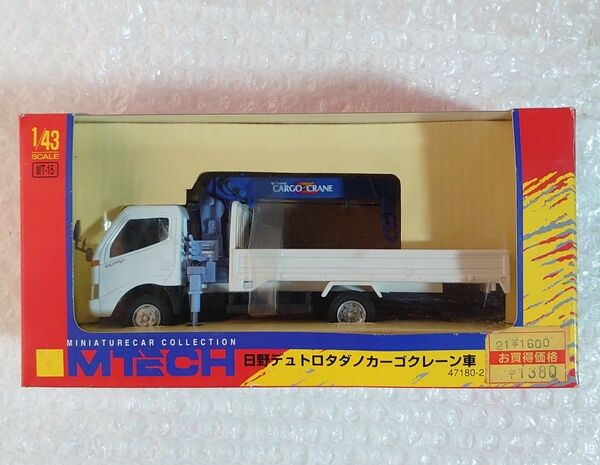 1/43
SCALE
MT-15
CARGO CRANE
MINIATURECAR COLLECTION
MTECH
日野デュトロタダノカーゴクレーン車
47180-2
21 ¥1600
お買得価格
¥1380